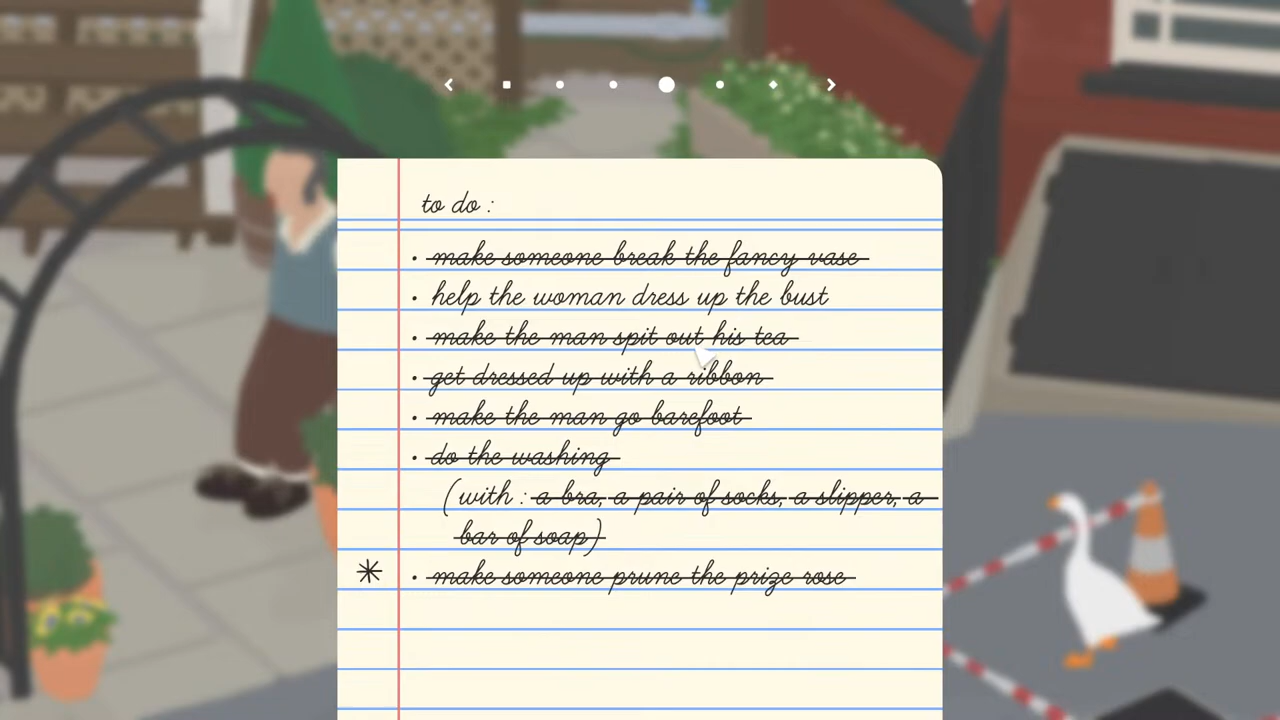 to do :
• make someone break the fancy vase
• help the woman dress up the bust
• make the man spit out his tea
• get dressed up with a ribbon
• make the man go barefoot
• do the washing
(with : a bra, a pair of socks, a slipper, a
bar of soap)
• make someone prune the prize rose